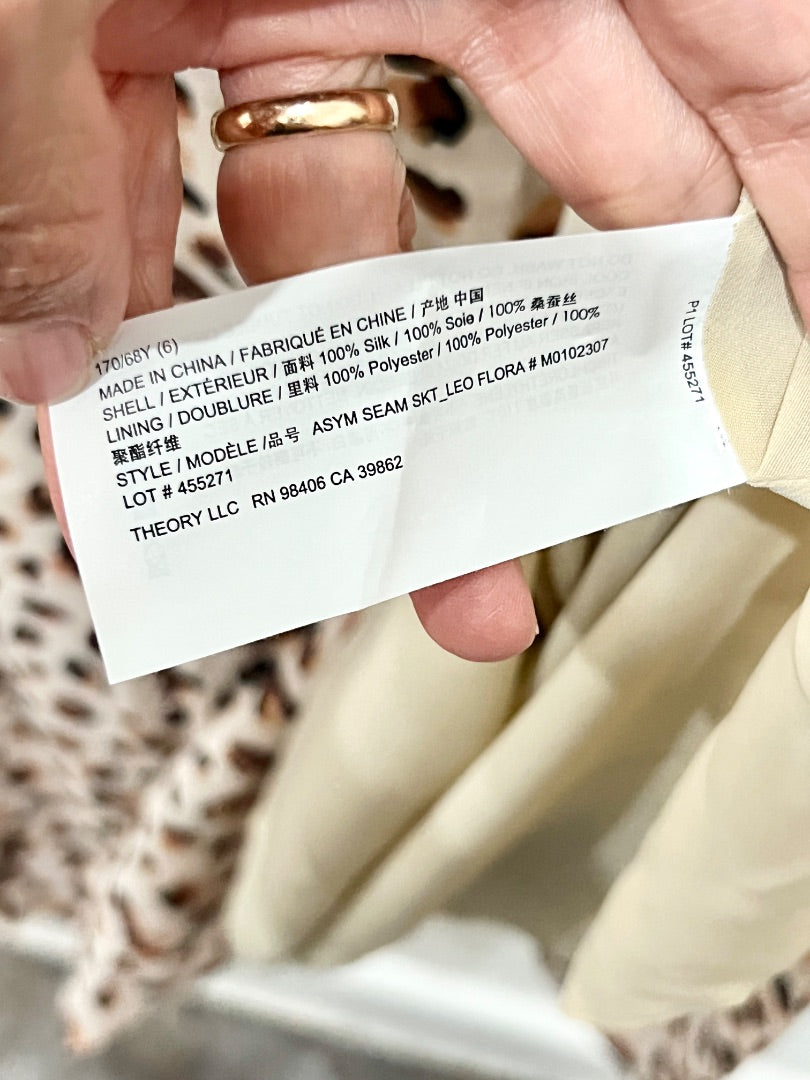 170/68Y (6)
MADE IN CHINA / FABRIQUÉ EN CHINE / 产地 中国
SHELL / EXTÉRIEUR / 面料 100% Silk / 100% Soie / 100% 桑蚕丝
LINING / DOUBLURE / 里料 100% Polyester / 100% Polyester / 100%
聚酯纤维
STYLE / MODÈLE /品号 ASYM SEAM SKT_LEO FLORA # M0102307
LOT # 455271
THEORY LLC RN 98406 CA 39862
P1 LOT# 455271